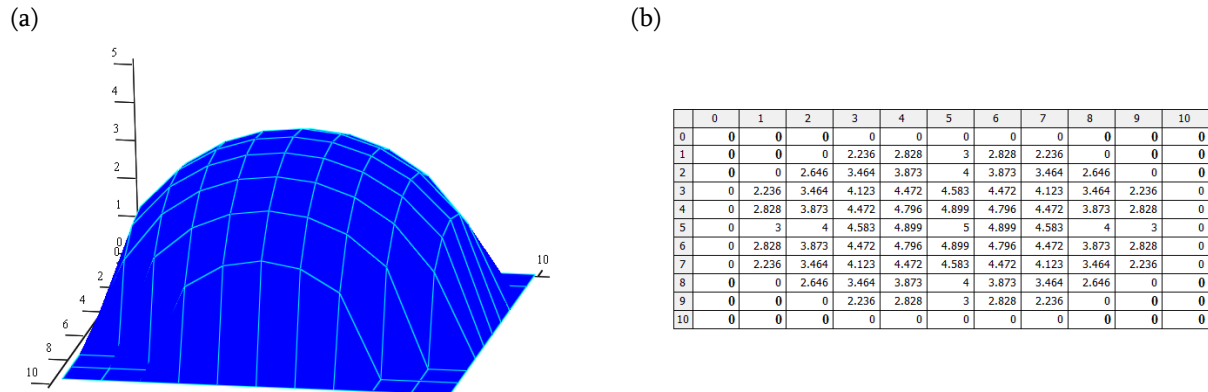 (a)
(b)
5
4
3
2
1
0
0
2
4
6
8
10
10
0 1 2 3 4 5 6 7 8 9 10
0 0 0 0 0 0 0 0 0 0 0 0
1 0 0 0 2.236 2.828 3 2.828 2.236 0 0 0
2 0 0 2.646 3.464 3.873 4 3.873 3.464 2.646 0 0
3 0 2.236 3.464 4.123 4.472 4.583 4.472 4.123 3.464 2.236 0
4 0 2.828 3.873 4.472 4.796 4.899 4.796 4.472 3.873 2.828 0
5 0 3 4 4.583 4.899 5 4.899 4.583 4 3 0
6 0 2.828 3.873 4.472 4.796 4.899 4.796 4.472 3.873 2.828 0
7 0 2.236 3.464 4.123 4.472 4.583 4.472 4.123 3.464 2.236 0
8 0 0 2.646 3.464 3.873 4 3.873 3.464 2.646 0 0
9 0 0 0 2.236 2.828 3 2.828 2.236 0 0 0
10 0 0 0 0 0 0 0 0 0 0 0